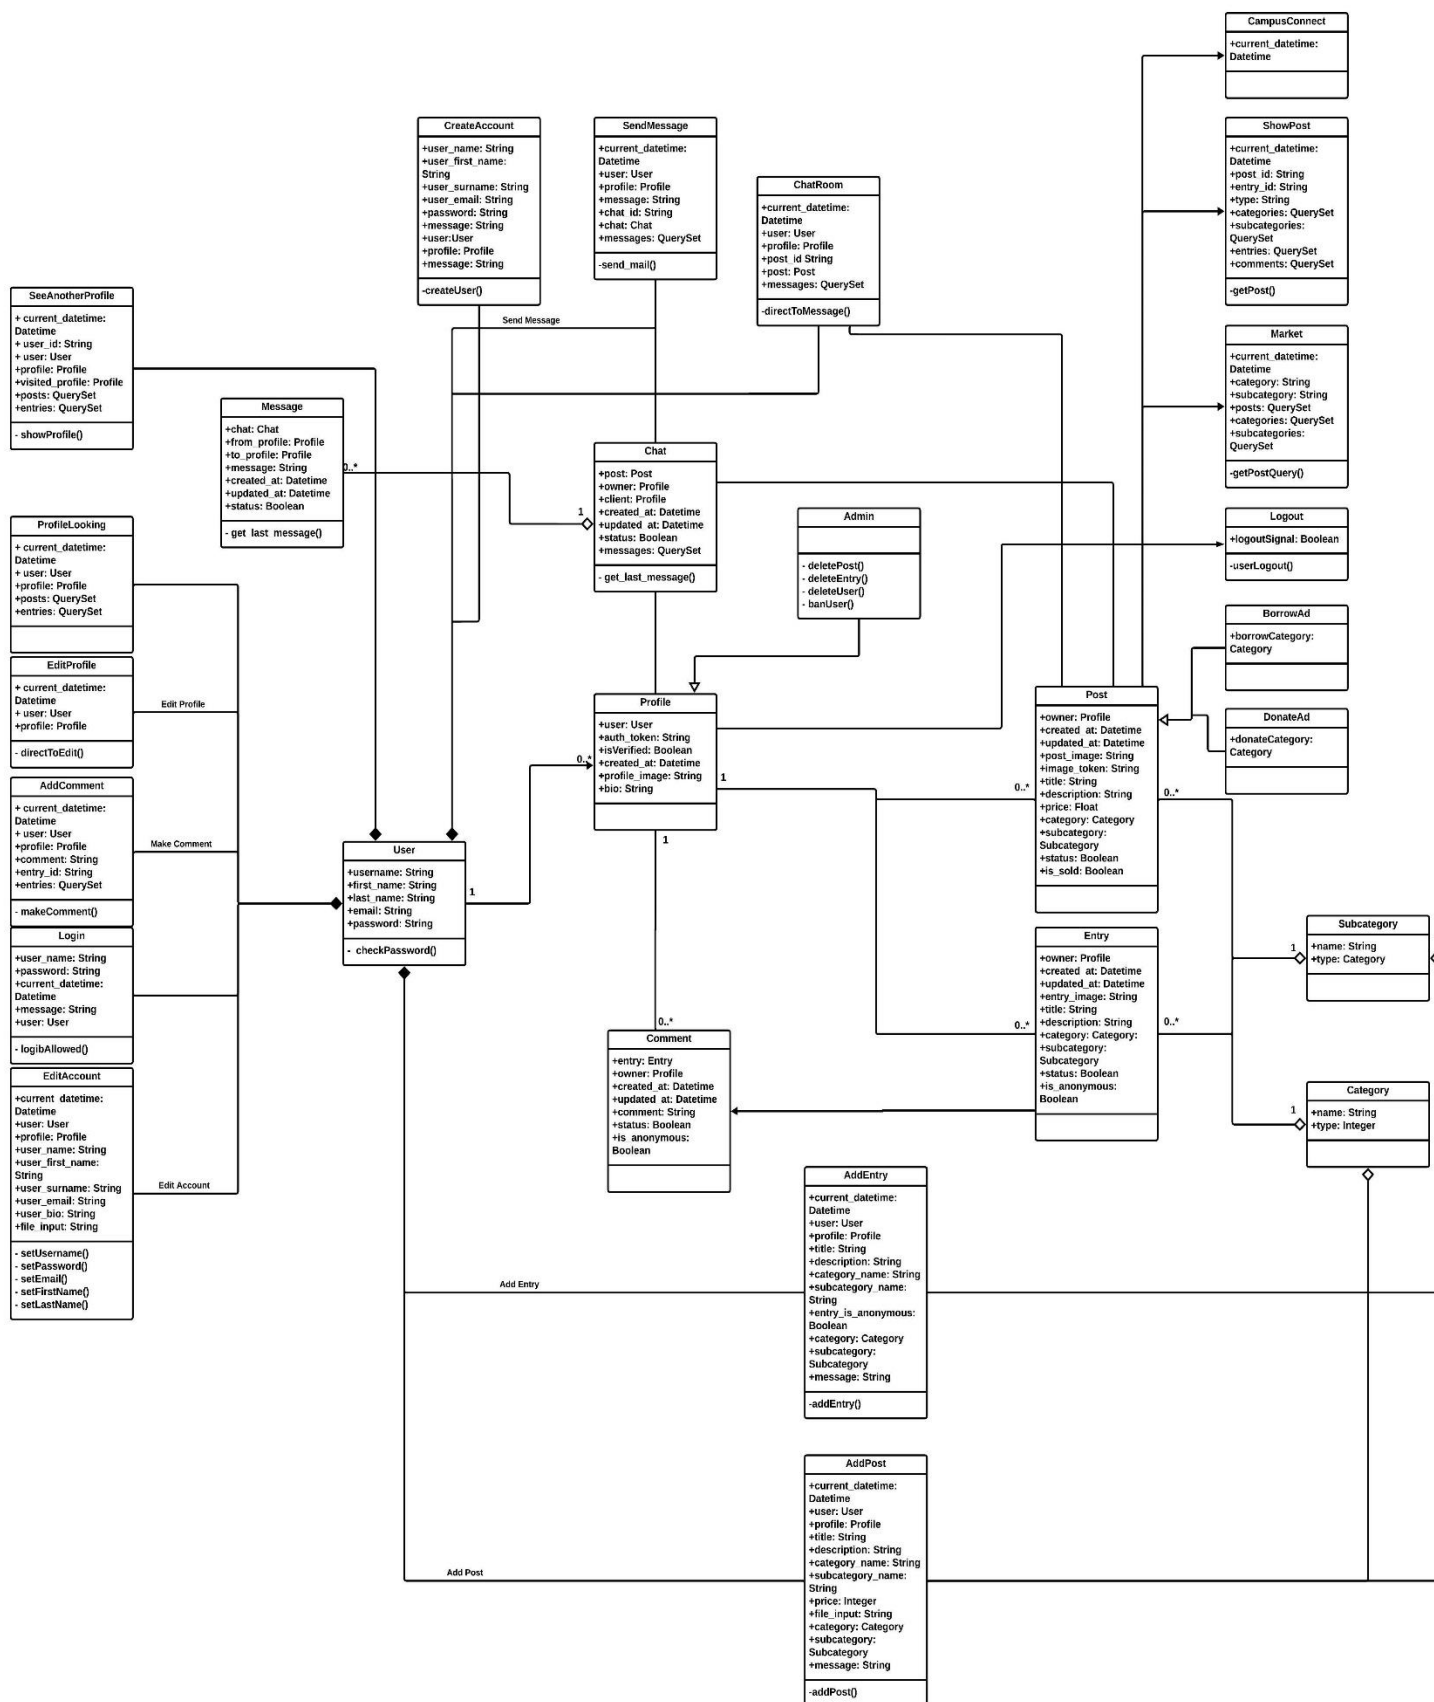 CampusConnect
+current_datetime:
Datetime
CreateAccount
+user_name: String
+user_first_name:
String
+user_surname: String
+user_email: String
+password: String
+message: String
+user:User
+profile: Profile
+message: String
-createUser()
SendMessage
+current_datetime:
Datetime
+user: User
+profile: Profile
+message: String
+chat_id: String
+chat: Chat
+messages: QuerySet
-send_mail()
ChatRoom
+current_datetime:
Datetime
+user: User
+profile: Profile
+post_id String
+post: Post
+messages: QuerySet
-directToMessage()
ShowPost
+current_datetime:
Datetime
+post_id: String
+entry_id: String
+type: String
+categories: QuerySet
+subcategories:
QuerySet
+entries: QuerySet
+comments: QuerySet
-getPost()
SeeAnotherProfile
+ current_datetime:
Datetime
+ user_id: String
+ user: User
+profile: Profile
+visited_profile: Profile
+posts: QuerySet
+entries: QuerySet
- showProfile()
Send Message
Market
+current_datetime:
Datetime
+category: String
+subcategory: String
+posts: QuerySet
+categories: QuerySet
+subcategories:
QuerySet
-getPostQuery()
Message
+chat: Chat
+from_profile: Profile
+to_profile: Profile
+message: String
+created_at: Datetime
+updated_at: Datetime
+status: Boolean
- get_last_message()
0..*
1
Chat
+post: Post
+owner: Profile
+client: Profile
+created_at: Datetime
+updated_at: Datetime
+status: Boolean
+messages: QuerySet
- get_last_message()
Admin
- deletePost()
- deleteEntry()
- deleteUser()
- banUser()
Logout
+logoutSignal: Boolean
-userLogout()
ProfileLooking
+ current_datetime:
Datetime
+ user: User
+profile: Profile
+posts: QuerySet
+entries: QuerySet
BorrowAd
+borrowCategory:
Category
EditProfile
+ current_datetime:
Datetime
+ user: User
+profile: Profile
- directToEdit()
Edit Profile
Profile
+user: User
+auth_token: String
+isVerified: Boolean
+created_at: Datetime
+profile_image: String
+bio: String
0..*
1
1
Post
+owner: Profile
+created_at: Datetime
+updated_at: Datetime
+post_image: String
+image_token: String
+title: String
+description: String
+price: Float
+category: Category
+subcategory:
Subcategory
+status: Boolean
+is_sold: Boolean
0..*
0..*
DonateAd
+donateCategory:
Category
AddComment
+ current_datetime:
Datetime
+ user: User
+profile: Profile
+comment: String
+entry_id: String
+entries: QuerySet
- makeComment()
Make Comment
User
+username: String
+first_name: String
+last_name: String
+email: String
+password: String
- checkPassword()
1
Login
+user_name: String
+password: String
+current_datetime:
Datetime
+message: String
+user: User
- logibAllowed()
Entry
+owner: Profile
+created_at: Datetime
+updated_at: Datetime
+entry_image: String
+title: String
+description: String
+category: Category:
+subcategory:
Subcategory
+status: Boolean
+is_anonymous:
Boolean
0..*
0..*
Subcategory
+name: String
+type: Category
1
0..*
Comment
+entry: Entry
+owner: Profile
+created_at: Datetime
+updated_at: Datetime
+comment: String
+status: Boolean
+is_anonymous:
Boolean
EditAccount
+current_datetime:
Datetime
+user: User
+profile: Profile
+user_name: String
+user_first_name:
String
+user_surname: String
+user_email: String
+user_bio: String
+file_input: String
- setUsername()
- setPassword()
- setEmail()
- setFirstName()
- setLastName()
Edit Account
Category
+name: String
+type: Integer
1
AddEntry
+current_datetime:
Datetime
+user: User
+profile: Profile
+title: String
+description: String
+category_name: String
+subcategory_name:
String
+entry_is_anonymous:
Boolean
+category: Category
+subcategory:
Subcategory
+message: String
-addEntry()
Add Entry
AddPost
+current_datetime:
Datetime
+user: User
+profile: Profile
+title: String
+description: String
+category_name: String
+subcategory_name:
String
+price: Integer
+file_input: String
+category: Category
+subcategory:
Subcategory
+message: String
-addPost()
Add Post